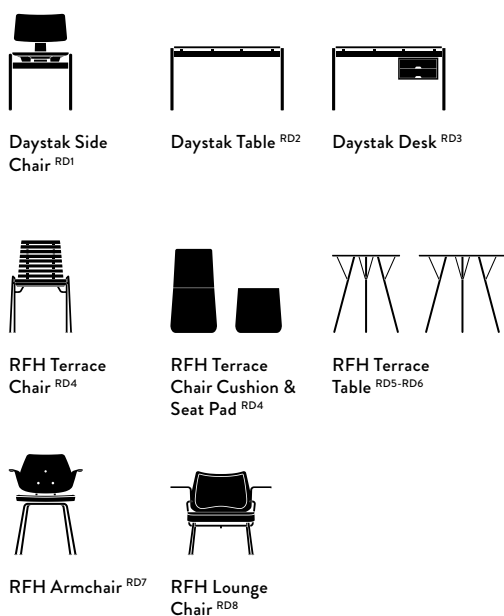 Daystak Side
Chair RD1
Daystak Table RD2
Daystak Desk RD3
RFH Terrace
Chair RD4
RFH Terrace
Chair Cushion &
Seat Pad RD4
RFH Terrace
Table RD5-RD6
RFH Armchair RD7
RFH Lounge
Chair RD8